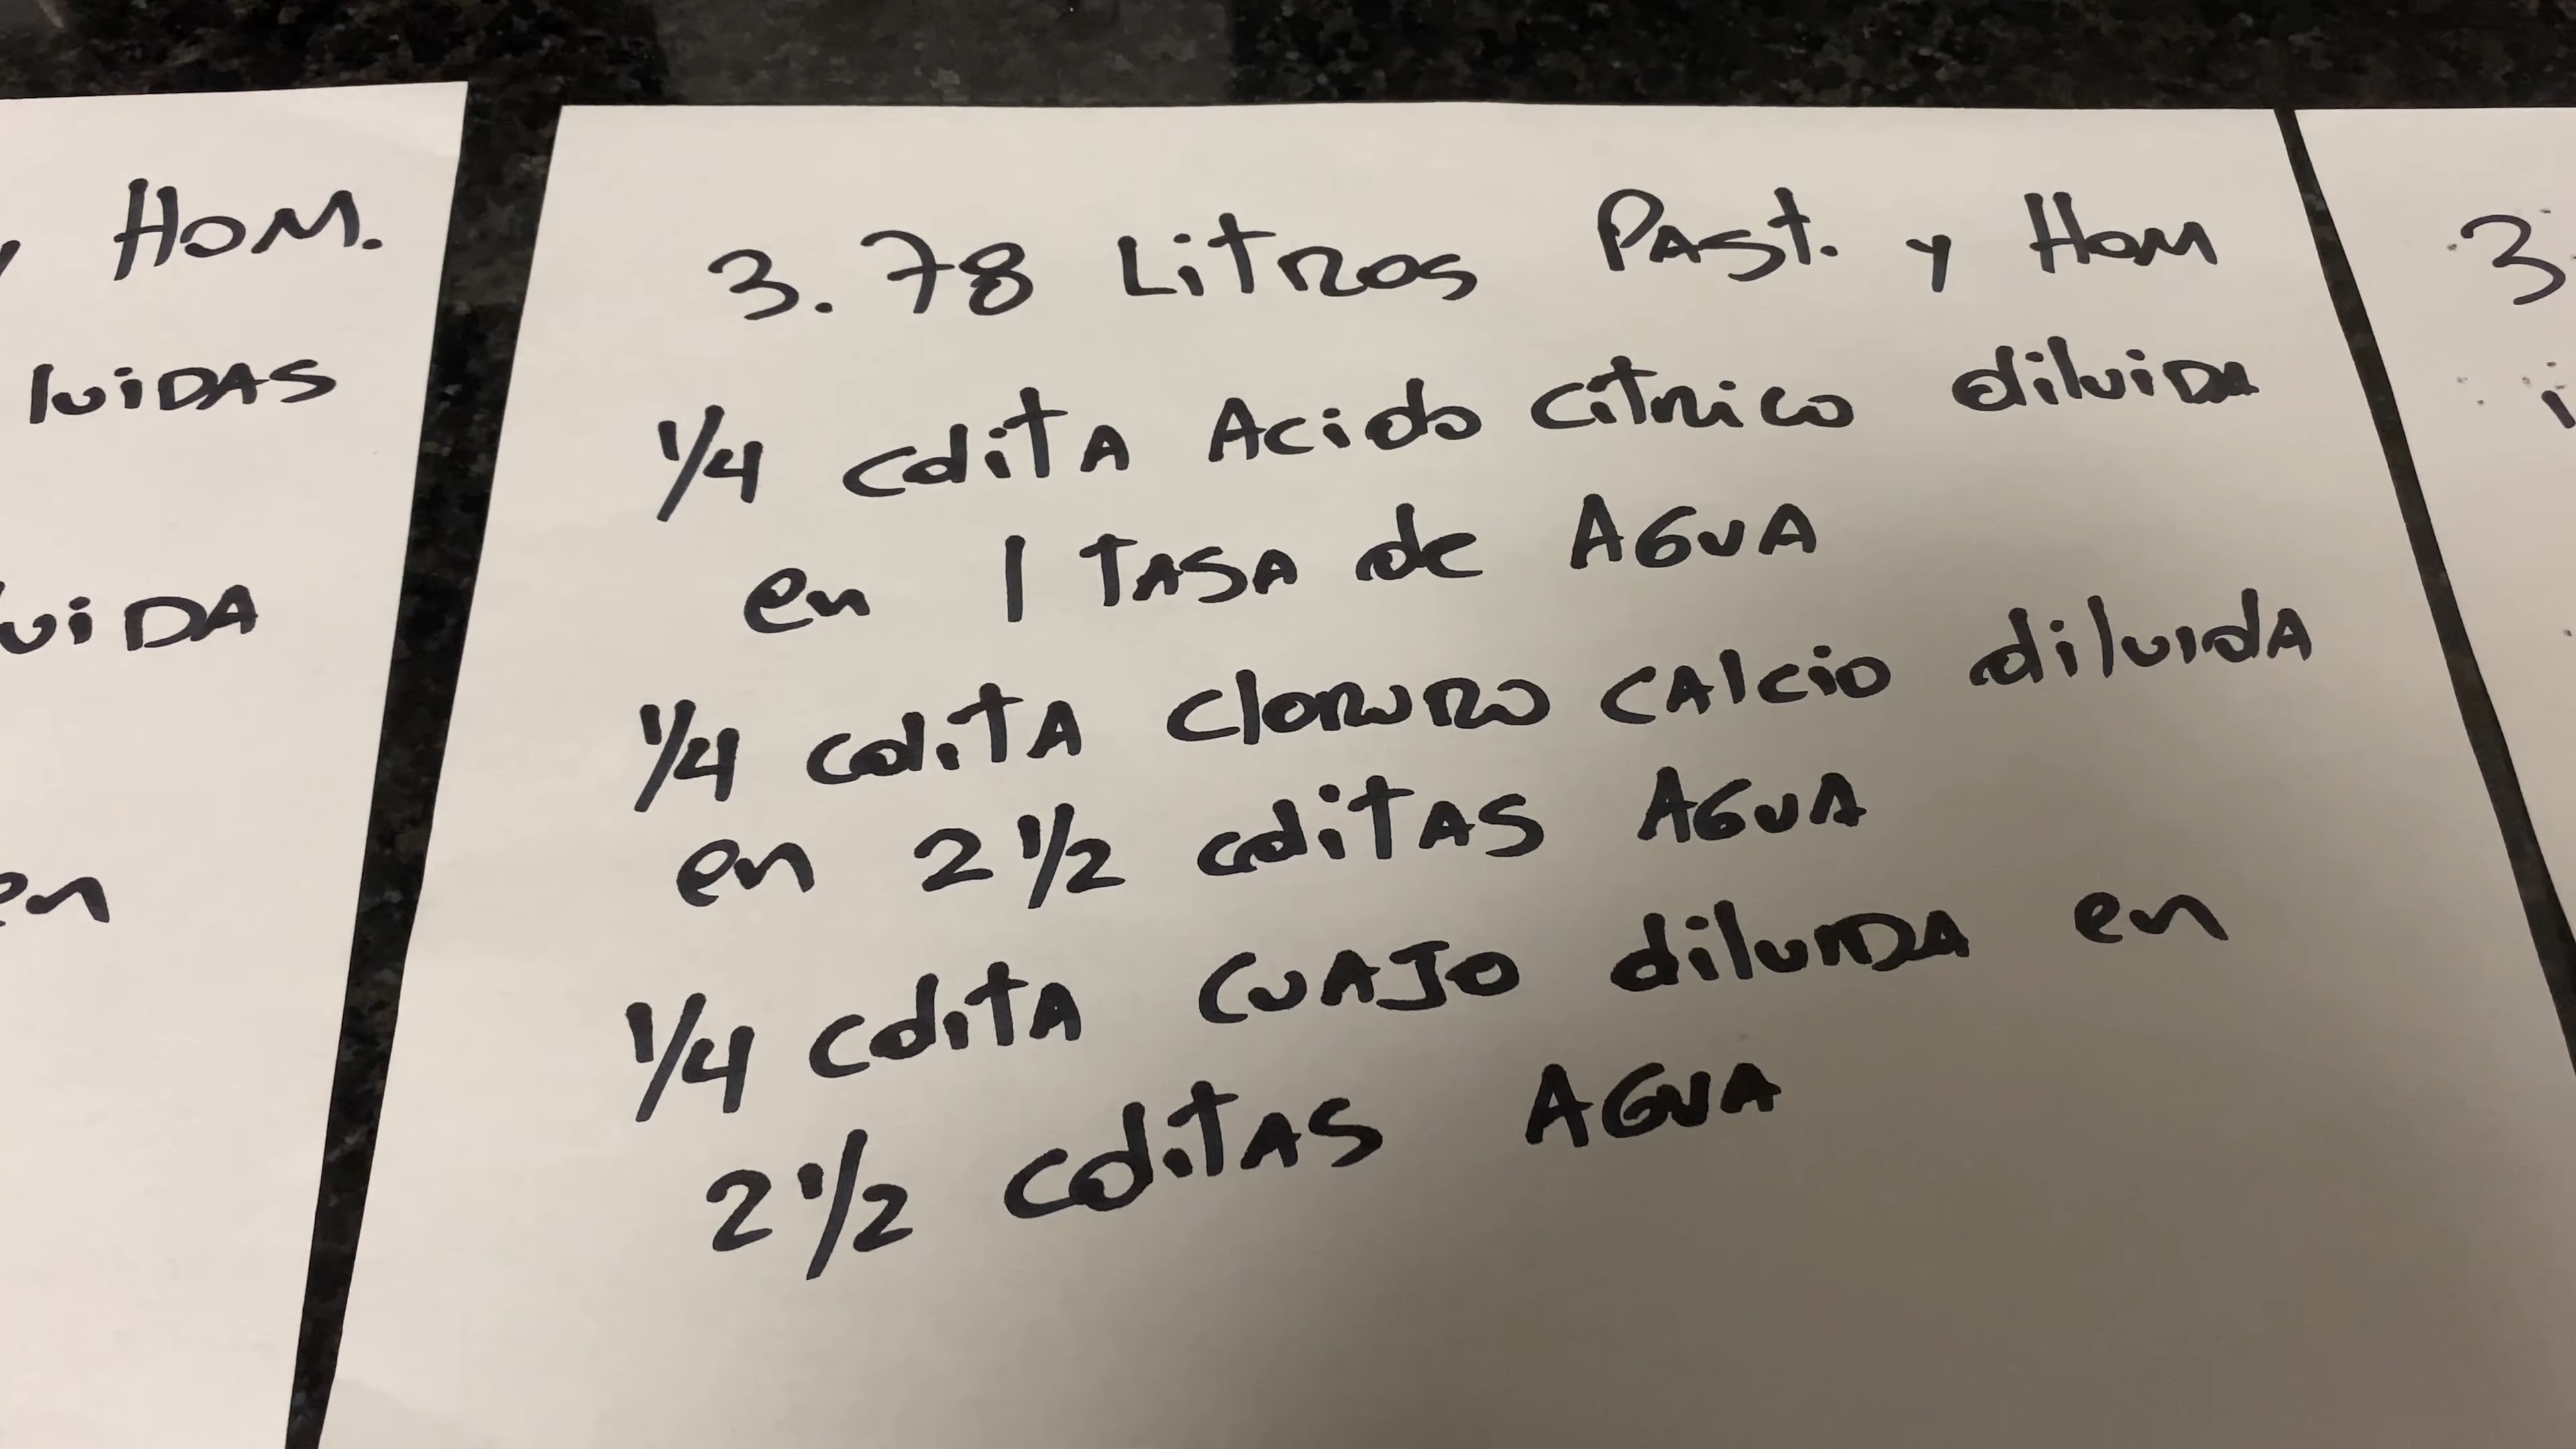 HOM.
luiDAS
uiDA
en
3.78 LitRos PAst. y Hom
1/4 cditA Acido cítrico diluiDA
en 1 TASA de AGUA
1/4 cditA cloruro CAlcio diluidA
en 2 1/2 cditAS AGUA
1/4 cditA CUAJO diluiDA en
2 1/2 cditAS AGUA
3